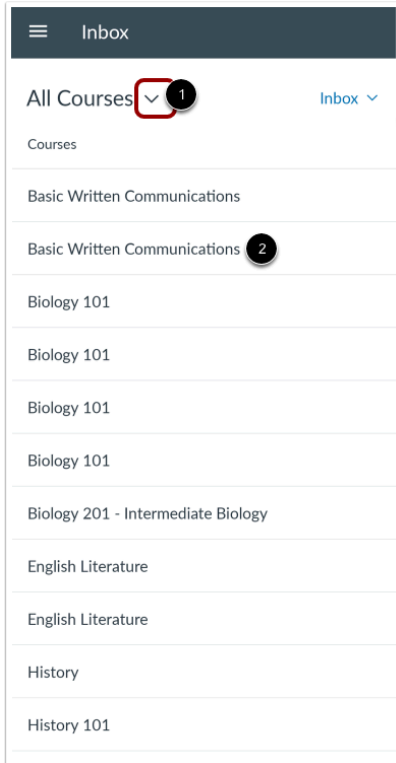 Inbox
All Courses 1 Inbox
Courses
Basic Written Communications
Basic Written Communications 2
Biology 101
Biology 101
Biology 101
Biology 101
Biology 201 - Intermediate Biology
English Literature
English Literature
History
History 101